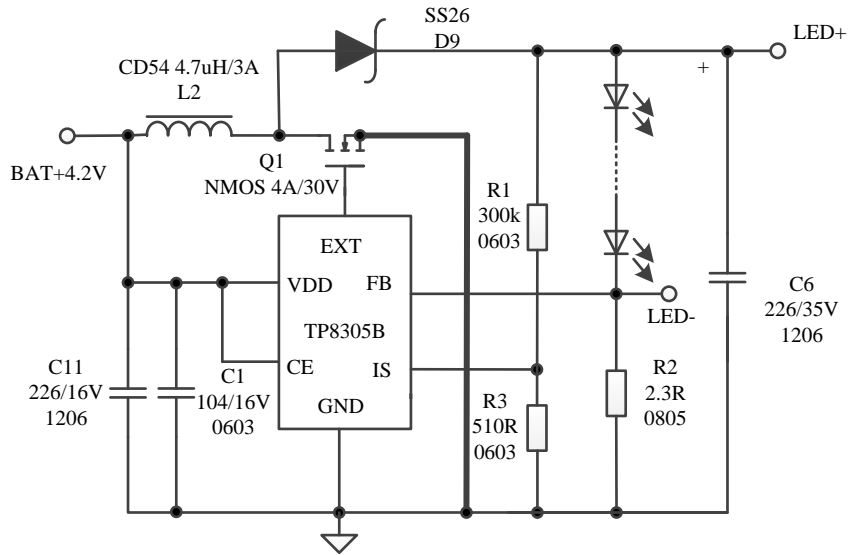 SS26
D9
LED+
CD54 4.7uH/3A
L2
+
BAT+4.2V
Q1
NMOS 4A/30V
R1
300k
0603
EXT
VDD
FB
TP8305B
LED-
C6
226/35V
1206
CE
IS
GND
C11
226/16V
1206
C1
104/16V
0603
R3
510R
0603
R2
2.3R
0805